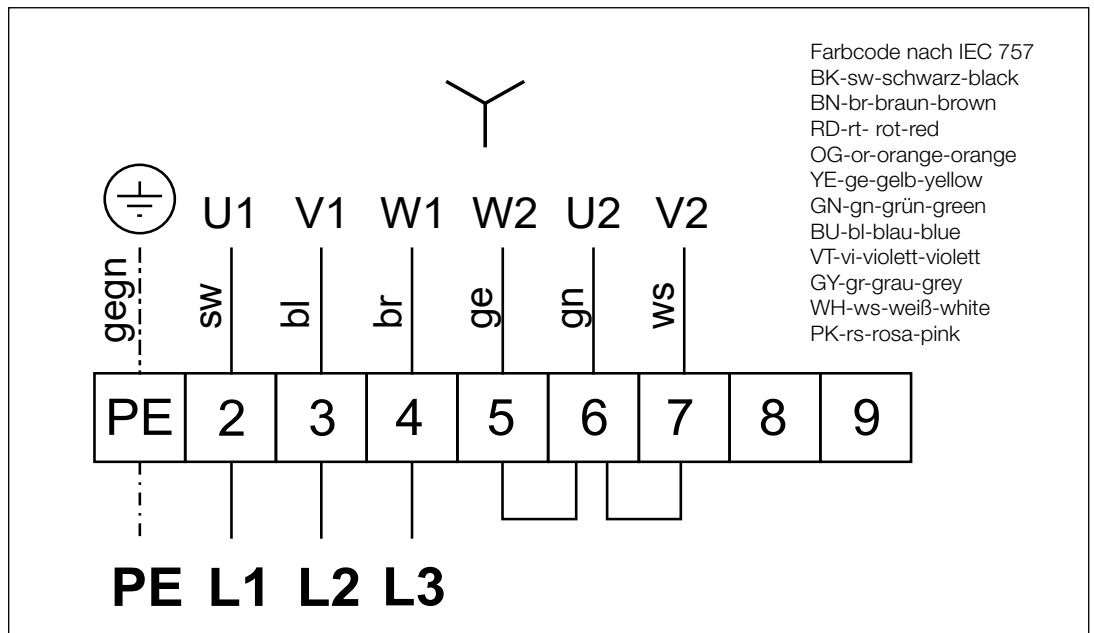 Farbcode nach IEC 757
BK-sw-schwarz-black
BN-br-braun-brown
RD-rt- rot-red
OG-or-orange-orange
YE-ge-gelb-yellow
GN-gn-grün-green
BU-bl-blau-blue
VT-vi-violett-violett
GY-gr-grau-grey
WH-ws-weiß-white
PK-rs-rosa-pink
U1 V1 W1 W2 U2 V2
gegn sw bl br ge gn ws
PE 2 3 4 5 6 7 8 9
PE L1 L2 L3